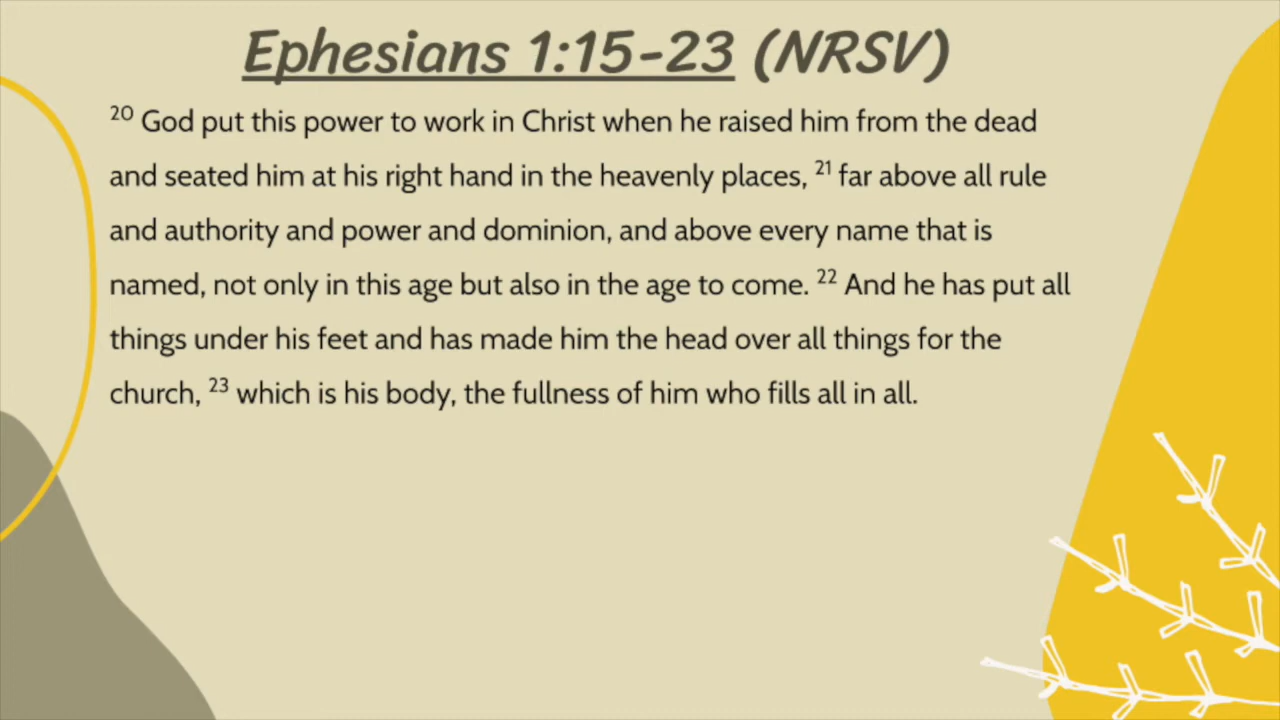 Ephesians 1:15-23 (NRSV)
20 God put this power to work in Christ when he raised him from the dead
and seated him at his right hand in the heavenly places, 21 far above all rule
and authority and power and dominion, and above every name that is
named, not only in this age but also in the age to come. 22 And he has put all
things under his feet and has made him the head over all things for the
church, 23 which is his body, the fullness of him who fills all in all.